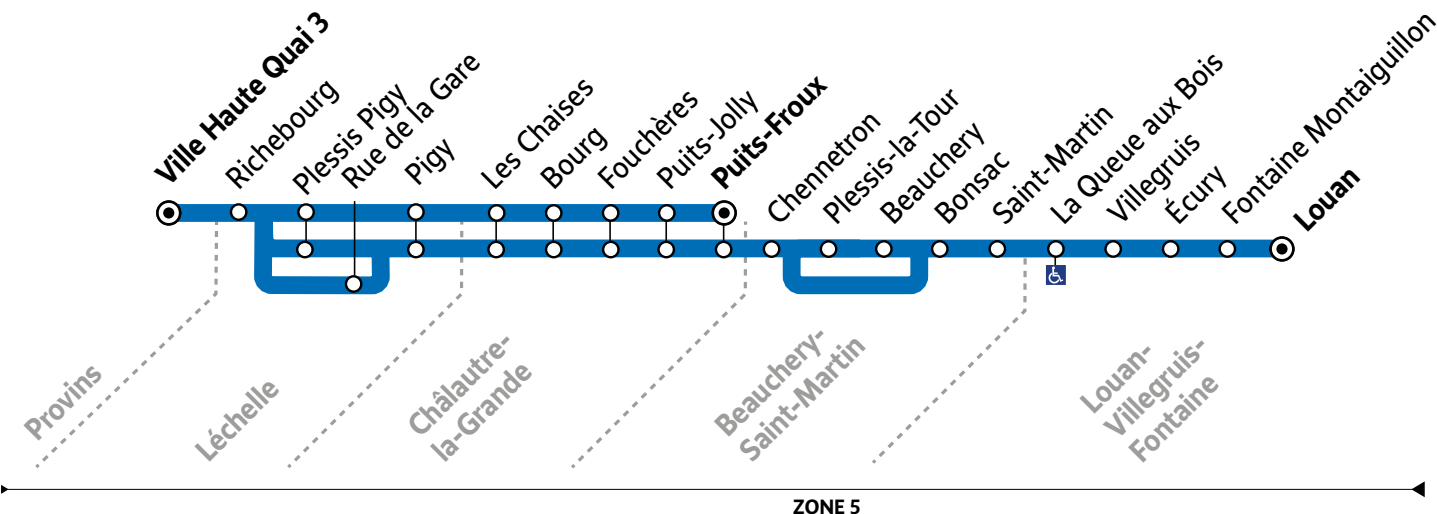 Ville Haute Quai 3
Richebourg
Plessis Pigy
Rue de la Gare
Pigy
Les Chaises
Bourg
Fouchères
Puits-Jolly
Puits-Froux
Chennetron
Plessis-la-Tour
Beauchery
Bonsac
Saint-Martin
La Queue aux Bois
Villegruis
Écury
Fontaine Montaiguillon
Louan
Provins
Léchelle
Châlautre-
la-Grande
Beauchery-
Saint-Martin
Louan-
Villegruis-
Fontaine
ZONE 5